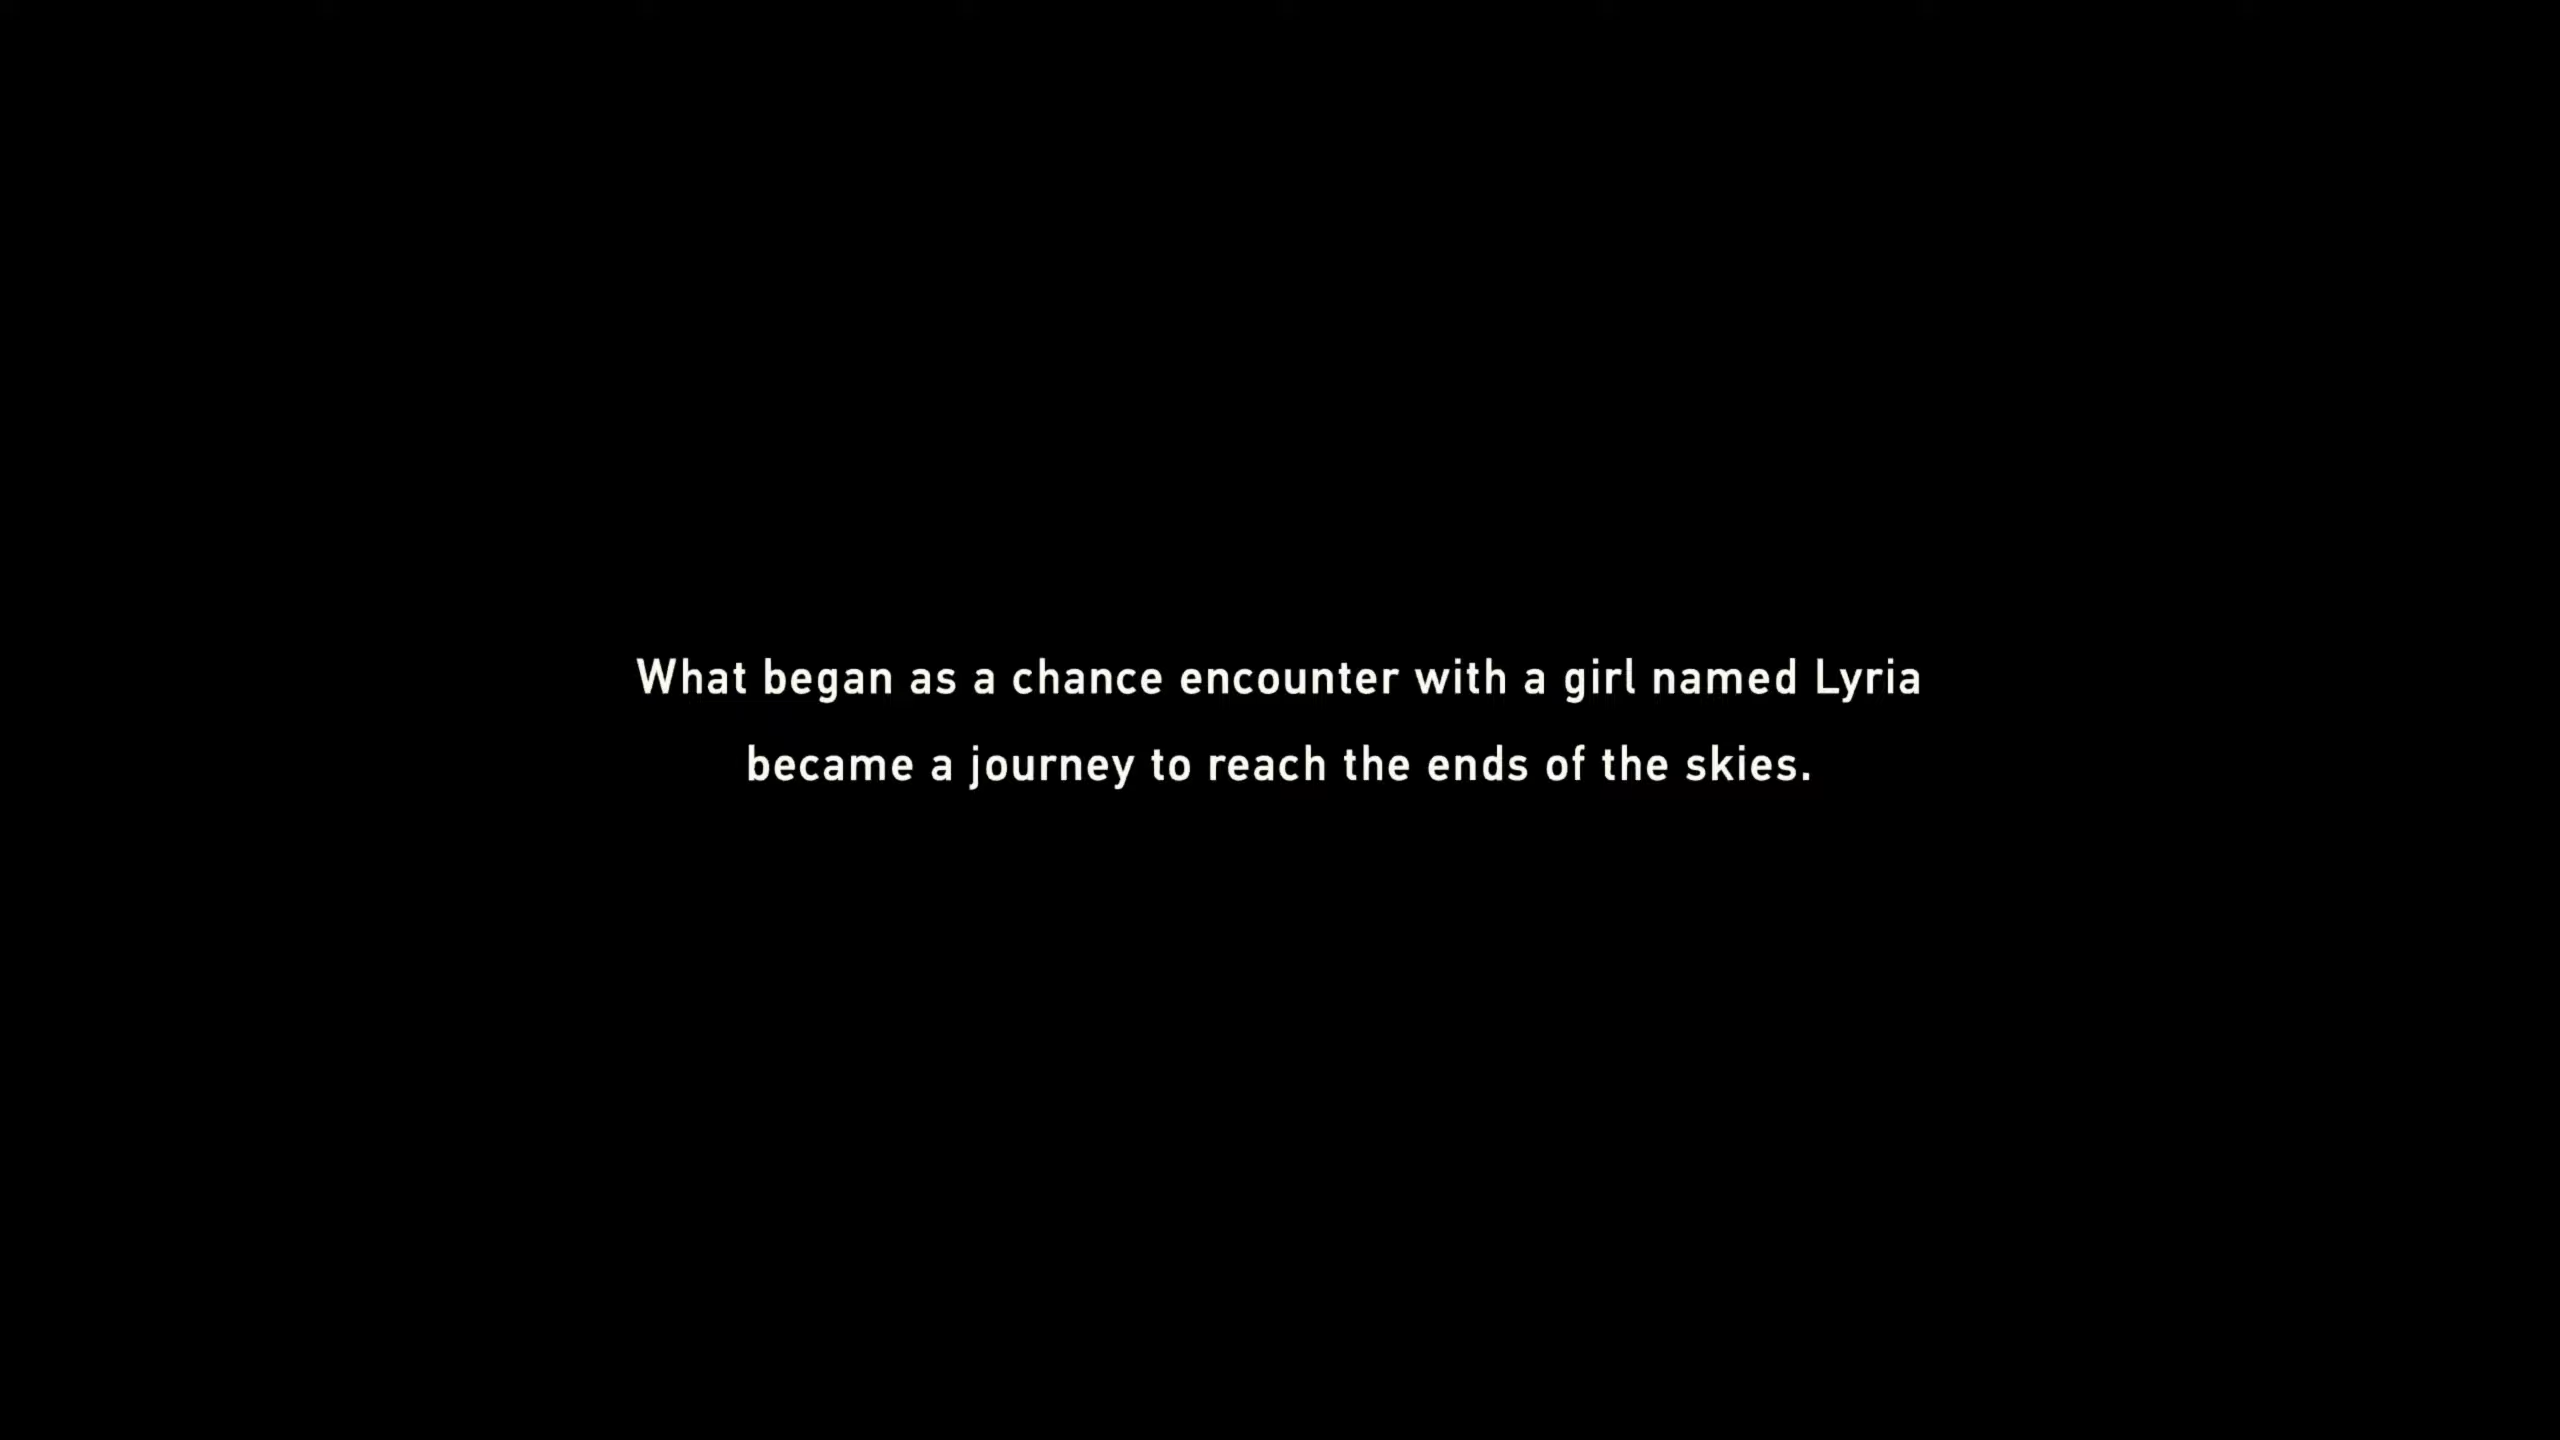 What began as a chance encounter with a girl named Lyria
became a journey to reach the ends of the skies.